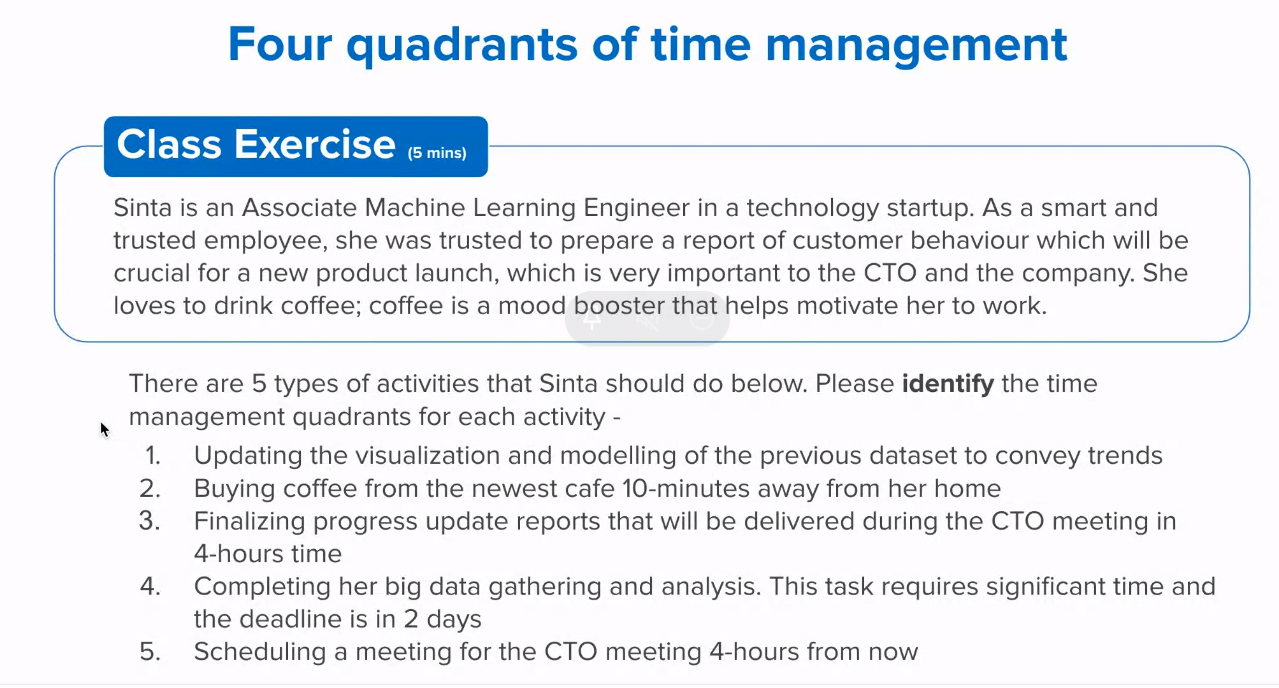 Four quadrants of time management
Class Exercise (5 mins)
Sinta is an Associate Machine Learning Engineer in a technology startup. As a smart and
trusted employee, she was trusted to prepare a report of customer behaviour which will be
crucial for a new product launch, which is very important to the CTO and the company. She
loves to drink coffee; coffee is a mood booster that helps motivate her to work.
There are 5 types of activities that Sinta should do below. Please identify the time
management quadrants for each activity -
1. Updating the visualization and modelling of the previous dataset to convey trends
2. Buying coffee from the newest cafe 10-minutes away from her home
3. Finalizing progress update reports that will be delivered during the CTO meeting in
4-hours time
4. Completing her big data gathering and analysis. This task requires significant time and
the deadline is in 2 days
5. Scheduling a meeting for the CTO meeting 4-hours from now